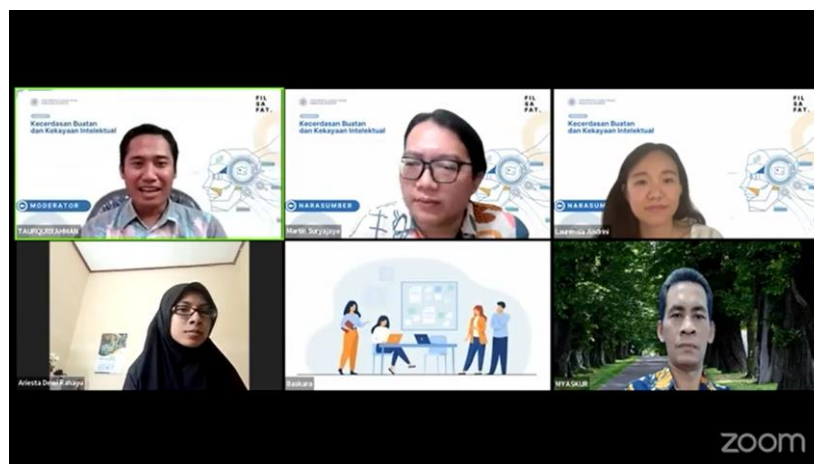 FIL
SA
FAT.
Kecerdasan Buatan
dan Kekayaan Intelektual
MODERATOR
TAUFIQURRAHMAN
FIL
SA
FAT.
Kecerdasan Buatan
dan Kekayaan Intelektual
NARASUMBER
Martin Suryajaya
FIL
SA
FAT.
Kecerdasan Buatan
dan Kekayaan Intelektual
NARASUM
Laurensia Andrini
Ariesta Dewi Rahayu
Baskara
MYASKUR
zoom